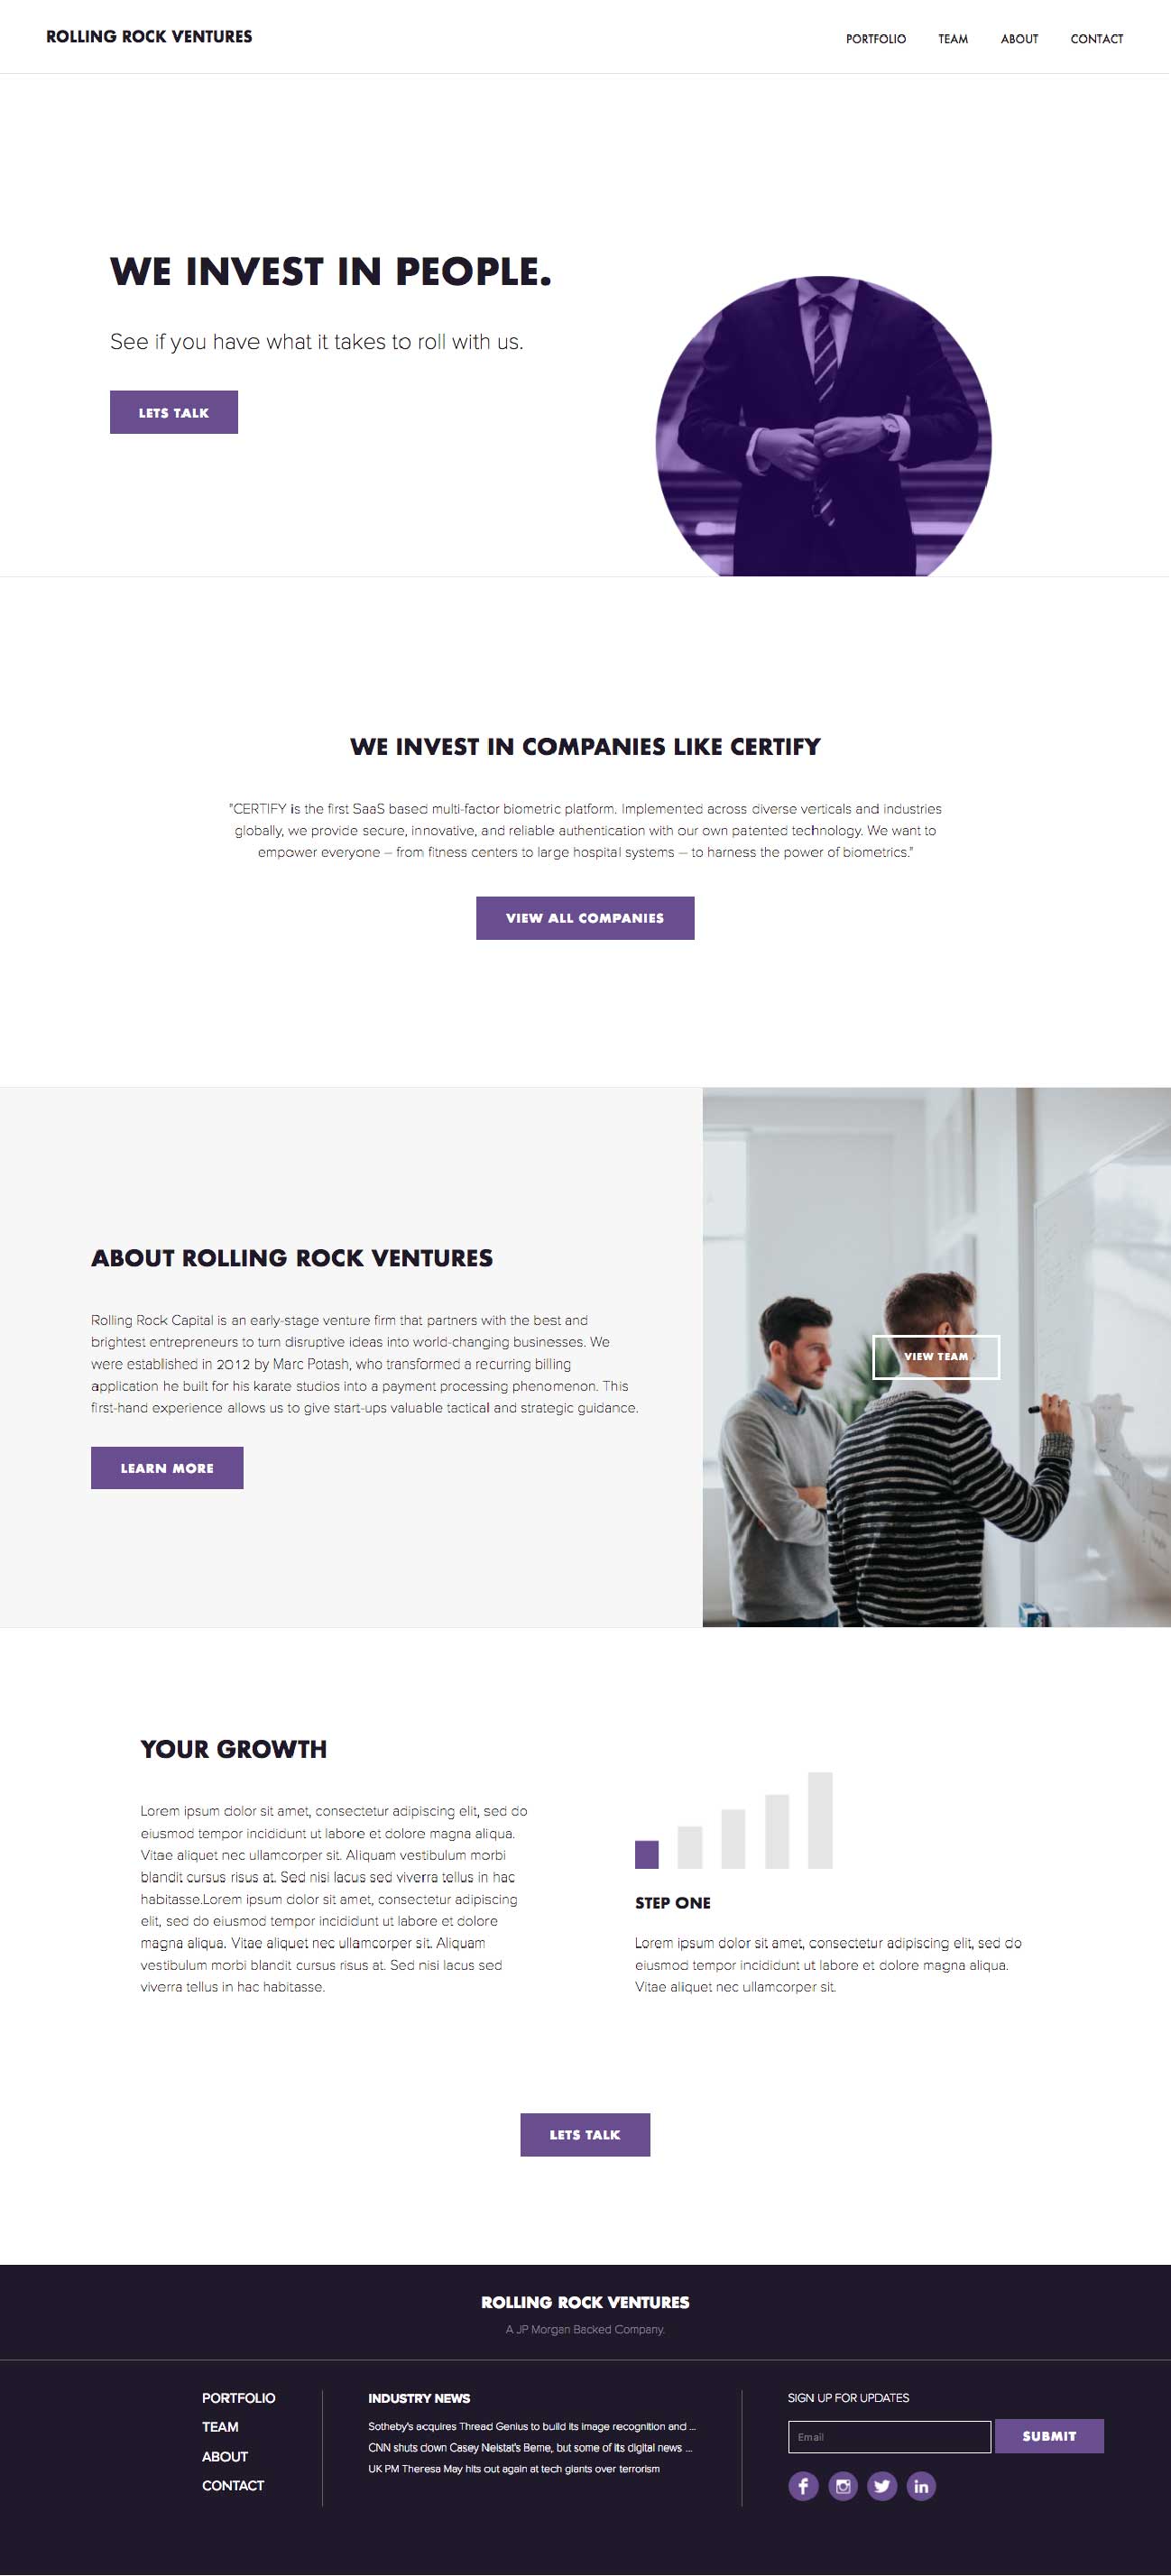 ROLLING ROCK VENTURES
PORTFOLIO TEAM ABOUT CONTACT
WE INVEST IN PEOPLE.
See if you have what it takes to roll with us.
LETS TALK
WE INVEST IN COMPANIES LIKE CERTIFY
"CERTIFY is the first SaaS based multi-factor biometric platform. Implemented across diverse verticals and industries
globally, we provide secure, innovative, and reliable authentication with our own patented technology. We want to
empower everyone – from fitness centers to large hospital systems – to harness the power of biometrics."
VIEW ALL COMPANIES
ABOUT ROLLING ROCK VENTURES
Rolling Rock Capital is an early-stage venture firm that partners with the best and
brightest entrepreneurs to turn disruptive ideas into world-changing businesses. We
were established in 2012 by Marc Potash, who transformed a recurring billing
application he built for his karate studios into a payment processing phenomenon. This
first-hand experience allows us to give start-ups valuable tactical and strategic guidance.
LEARN MORE
VIEW TEAM
YOUR GROWTH
Lorem ipsum dolor sit amet, consectetur adipiscing elit, sed do
eiusmod tempor incididunt ut labore et dolore magna aliqua.
Vitae aliquet nec ullamcorper sit. Aliquam vestibulum morbi
blandit cursus risus at. Sed nisi lacus sed viverra tellus in hac
habitasse.Lorem ipsum dolor sit amet, consectetur adipiscing
elit, sed do eiusmod tempor incididunt ut labore et dolore
magna aliqua. Vitae aliquet nec ullamcorper sit. Aliquam
vestibulum morbi blandit cursus risus at. Sed nisi lacus sed
viverra tellus in hac habitasse.
STEP ONE
Lorem ipsum dolor sit amet, consectetur adipiscing elit, sed do
eiusmod tempor incididunt ut labore et dolore magna aliqua.
Vitae aliquet nec ullamcorper sit.
LETS TALK
ROLLING ROCK VENTURES
A JP Morgan Backed Company.
PORTFOLIO
TEAM
ABOUT
CONTACT
INDUSTRY NEWS
Sotheby's acquires Thread Genius to build its image recognition and ...
CNN shuts down Casey Neistat's Beme, but some of its digital news ...
UK PM Theresa May hits out again at tech giants over terrorism
SIGN UP FOR UPDATES
Email
SUBMIT